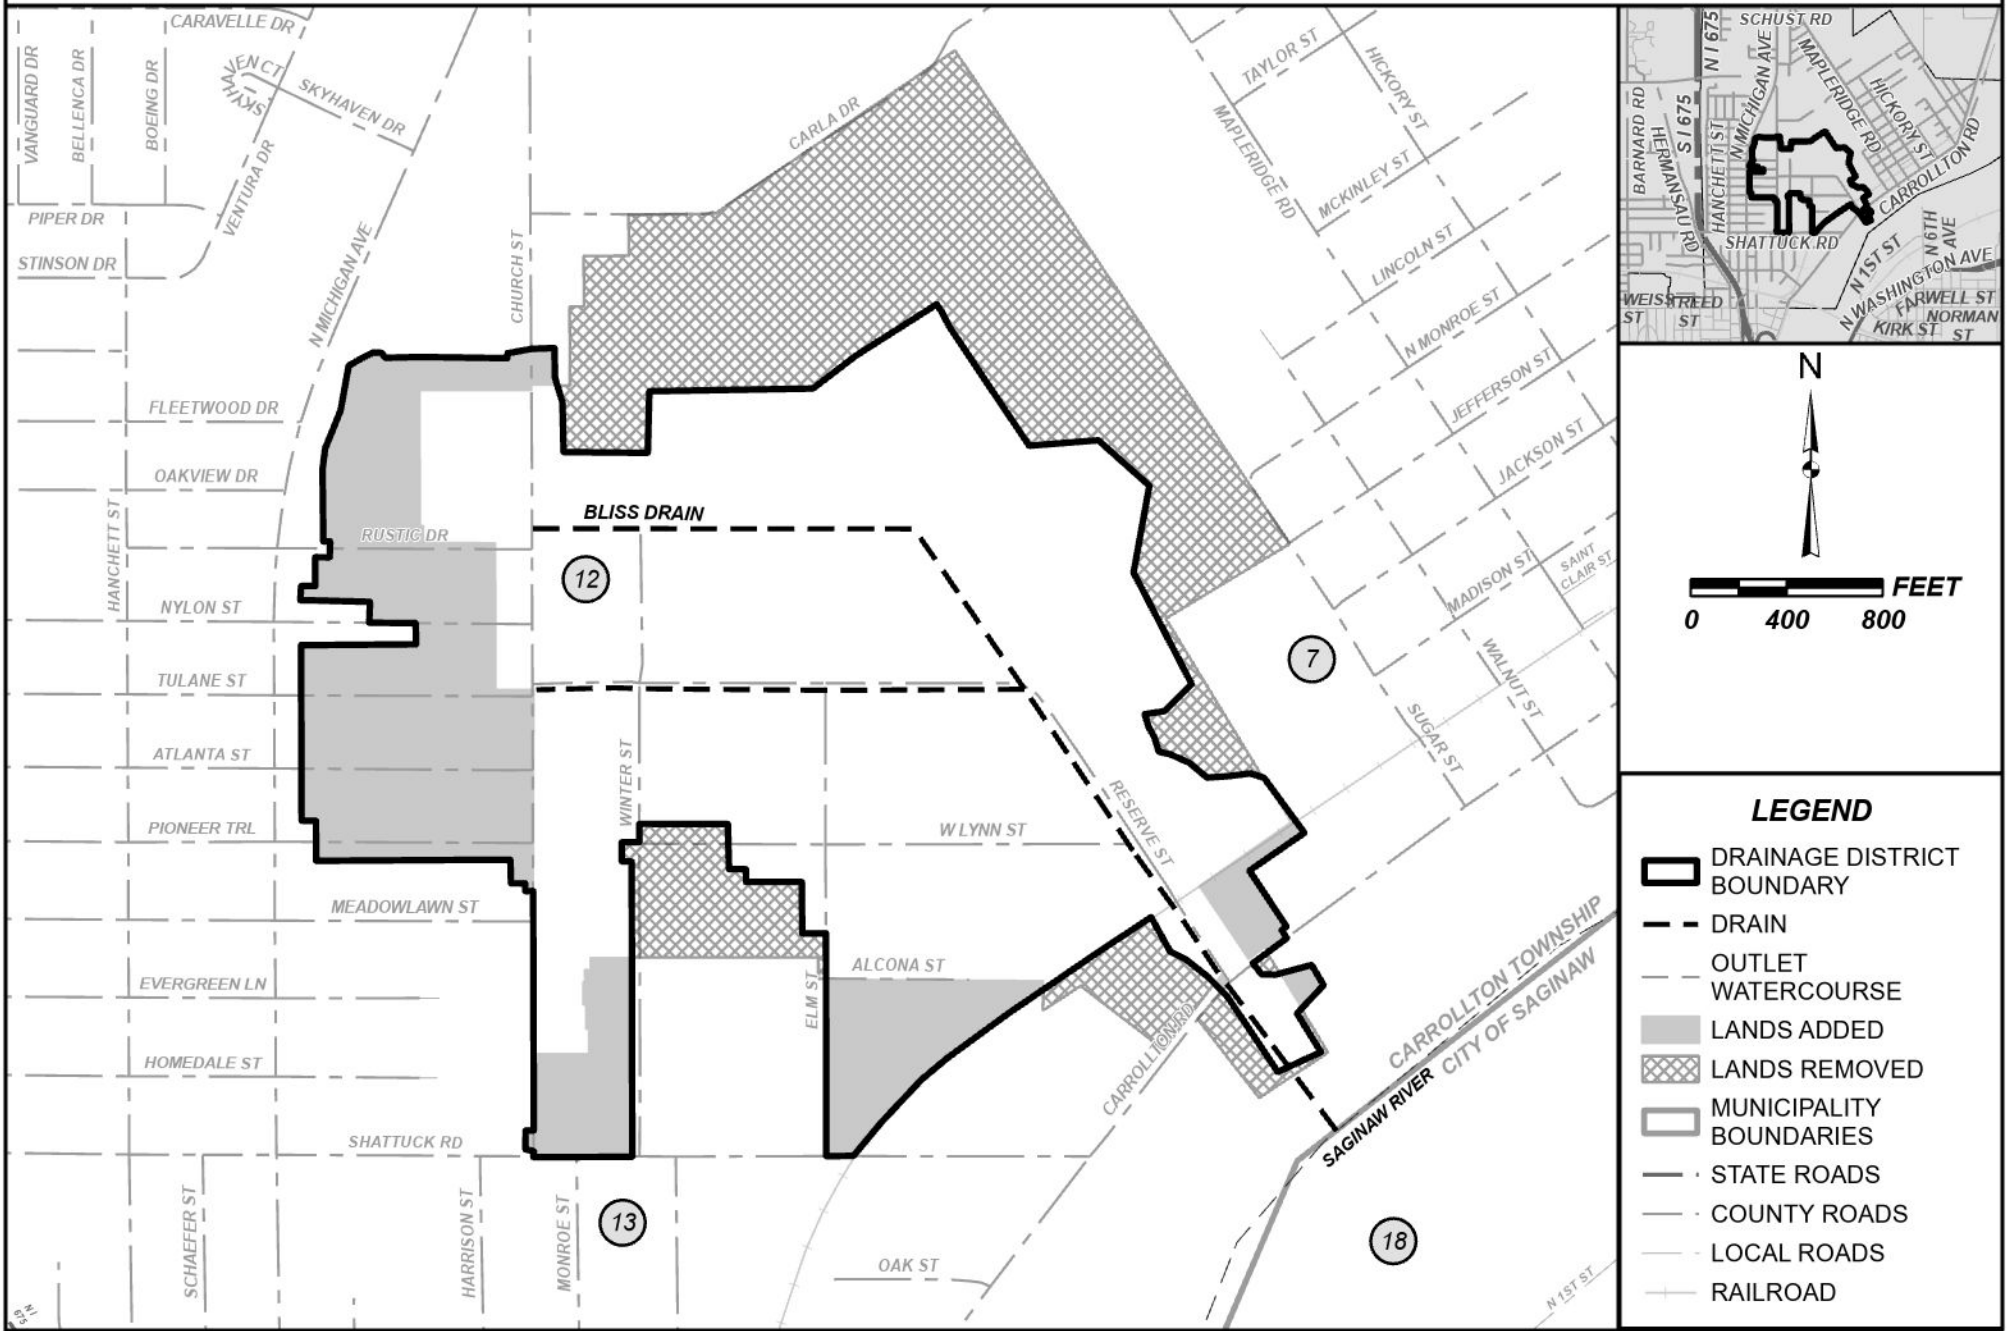 CARAVELLE DR
VANGUARD DR
BELLENCA DR
BOEING DR
SKYHAVEN CT
SKYHAVEN DR
VENTURA DR
PIPER DR
STINSON DR
N MICHIGAN AVE
CHURCH ST
CARLA DR
TAYLOR ST
HICKORY ST
MAPLERIDGE RD
MCKINLEY ST
LINCOLN ST
N MONROE ST
JEFFERSON ST
JACKSON ST
MADISON ST
SAINT
CLAIR ST
WALNUT ST
SUGAR ST
FLEETWOOD DR
OAKVIEW DR
HANCHETT ST
RUSTIC DR
BLISS DRAIN
12
7
NYLON ST
TULANE ST
ATLANTA ST
PIONEER TRL
WINTER ST
W LYNN ST
RESERVE ST
MEADOWLAWN ST
EVERGREEN LN
HOMEDALE ST
ELM ST
ALCONA ST
CARROLLTON RD
CARROLLTON TOWNSHIP
CITY OF SAGINAW
SAGINAW RIVER
SHATTUCK RD
SCHAEFER ST
HARRISON ST
MONROE ST
13
18
OAK ST
N 1ST ST
N I
675
SCHUST RD
N I 675
S I 675
N MICHIGAN AVE
MAPLERIDGE RD
HICKORY ST
BARNARD RD
HERMANSAU RD
HANCHETT ST
CARROLLTON RD
SHATTUCK RD
N 1ST ST
N 6TH
AVE
N WASHINGTON AVE
WEISS
ST
TREED
ST
FARWELL ST
NORMAN
ST
KIRK ST
N
FEET
0 400 800
LEGEND
DRAINAGE DISTRICT
BOUNDARY
DRAIN
OUTLET
WATERCOURSE
LANDS ADDED
LANDS REMOVED
MUNICIPALITY
BOUNDARIES
STATE ROADS
COUNTY ROADS
LOCAL ROADS
RAILROAD